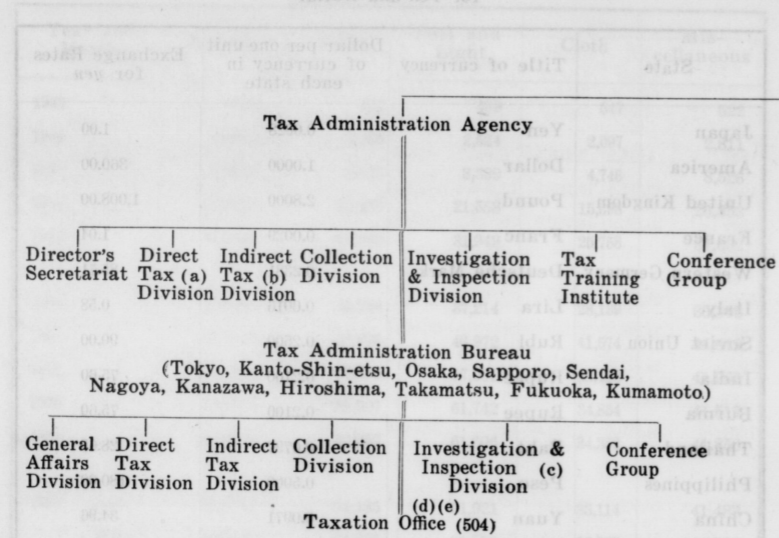 Tax Administration Agency
Director's Direct Indirect Collection Investigation Tax Conference
Secretariat Tax (a) Tax (b) Division & Inspection Training Group
Division Division Division Institute
Tax Administration Bureau
(Tokyo, Kanto-Shin-etsu, Osaka, Sapporo, Sendai,
Nagoya, Kanazawa, Hiroshima, Takamatsu, Fukuoka, Kumamoto)
General Direct Indirect Collection Investigation & Conference
Affairs Tax Tax Division Inspection (c) Group
Division Division Division Division
(d)(e)
Taxation Office (504)